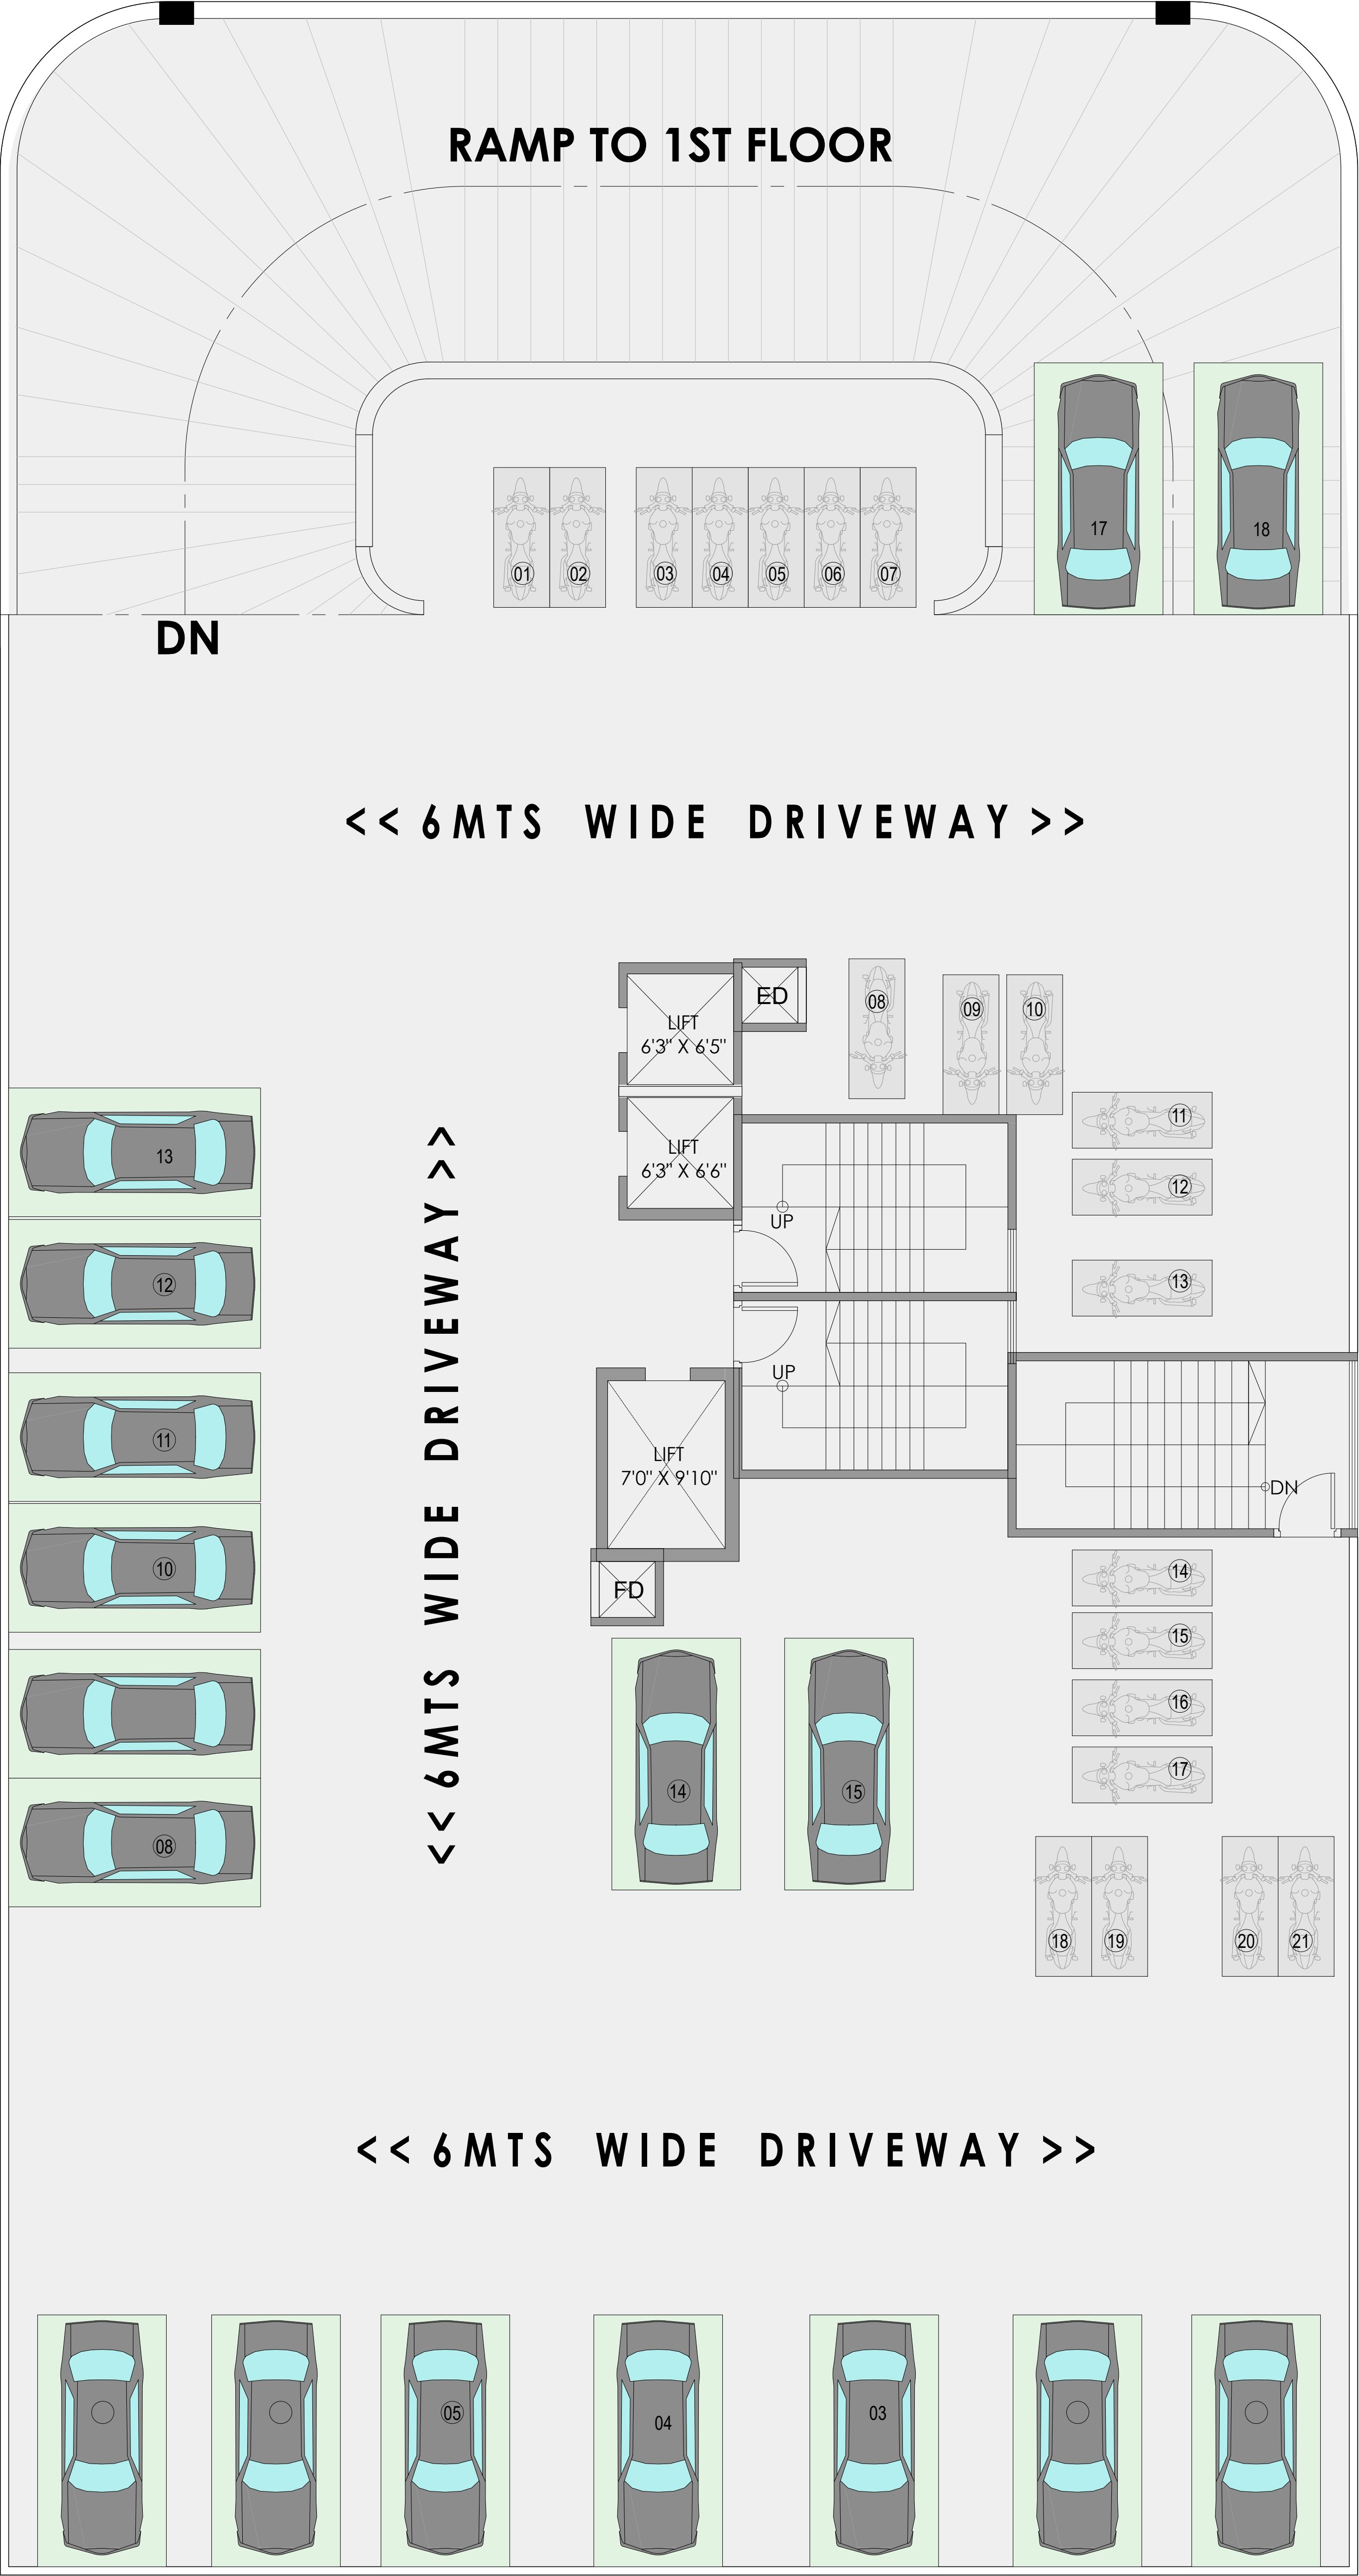 RAMP TO 1ST FLOOR
17
18
01
02
03
04
05
06
07
DN
<< 6MTS WIDE DRIVEWAY >>
LIFT
6'3" X 6'5"
ED
08
09
10
LIFT
6'3" X 6'6"
11
12
13
UP
UP
13
12
11
10
08
<< 6MTS WIDE DRIVEWAY >>
LIFT
7'0" X 9'10"
DN
FD
14
15
16
17
14
15
18
19
20
21
<< 6MTS WIDE DRIVEWAY >>
05
04
03